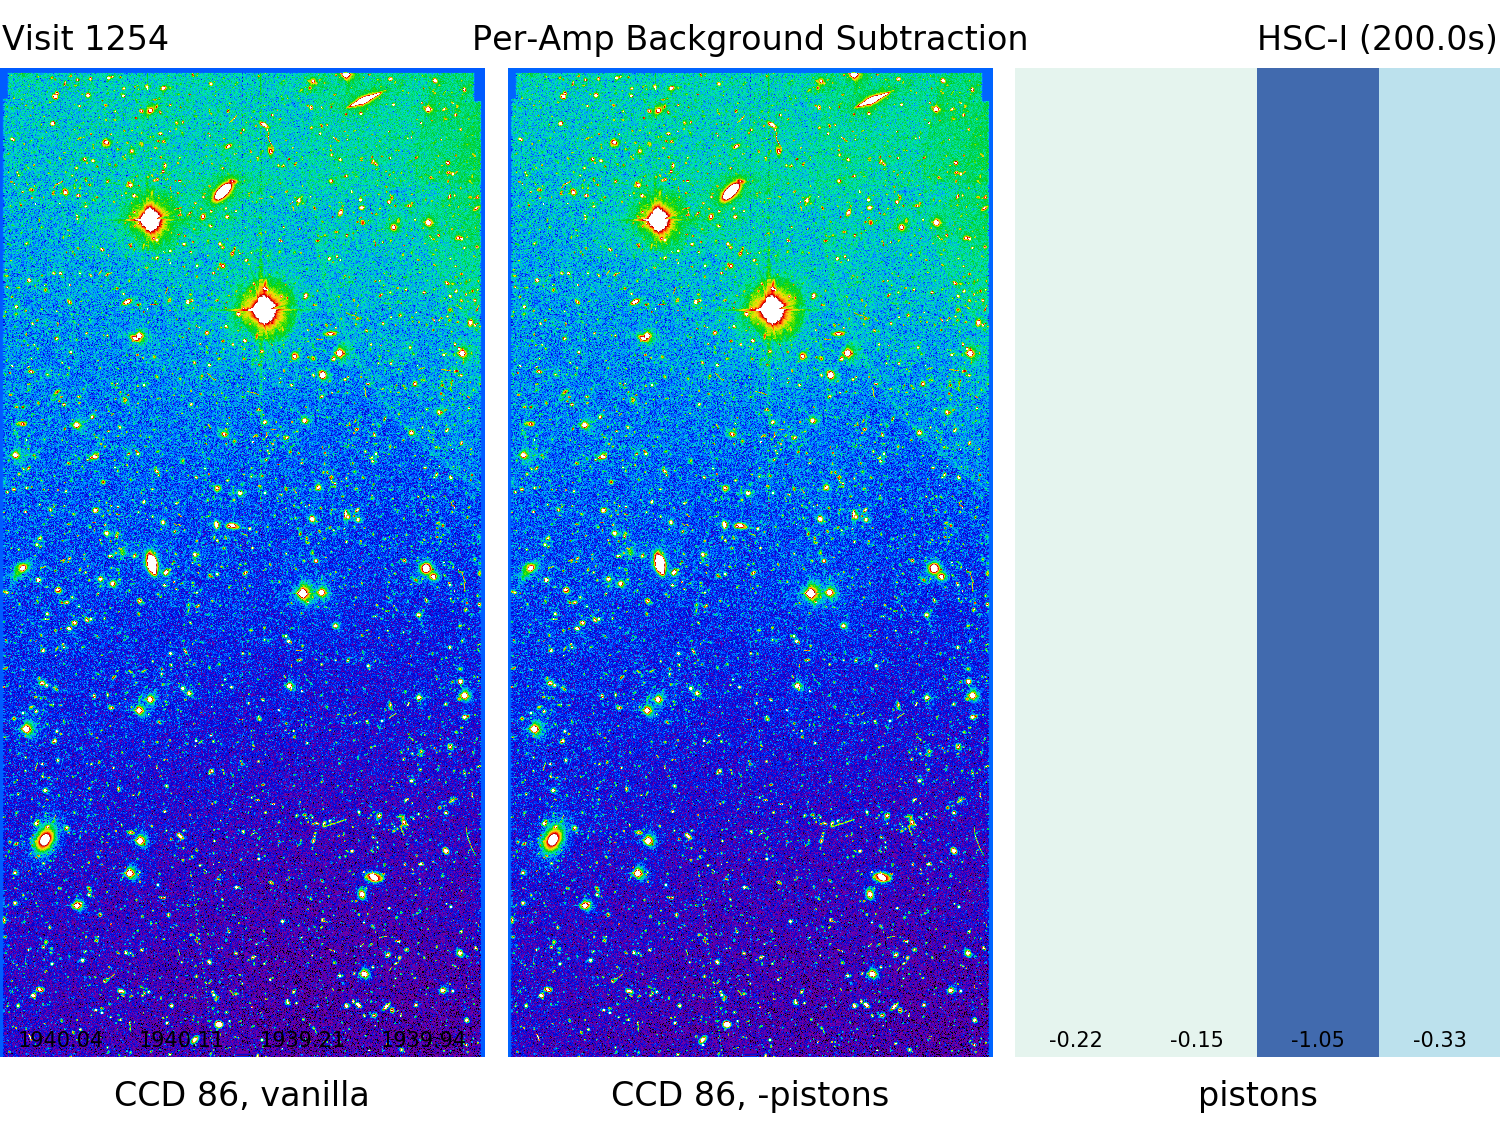 Visit 1254 Per-Amp Background Subtraction HSC-I (200.0s)
1940.04 1940.11 1939.21 1939.94 -0.22 -0.15 -1.05 -0.33
CCD 86, vanilla CCD 86, -pistons pistons